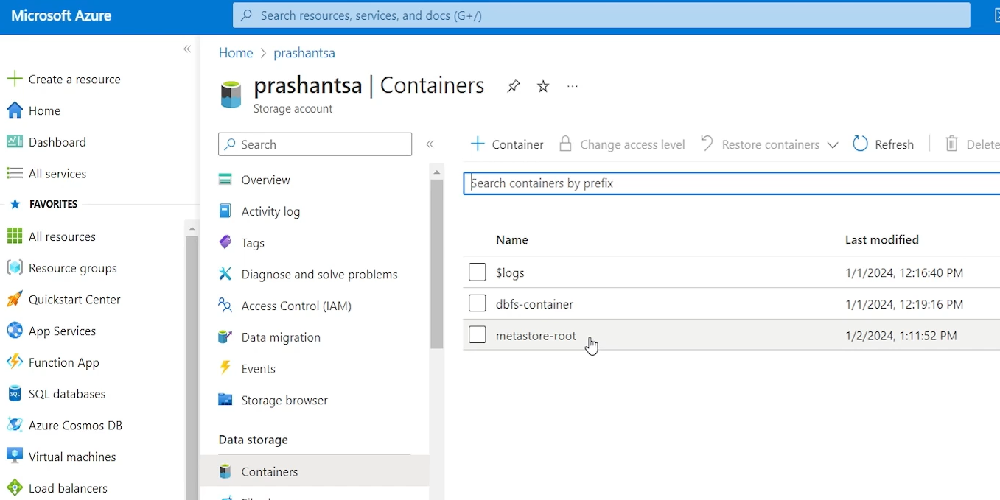 Microsoft Azure
Search resources, services, and docs (G+/)
Create a resource
Home
Dashboard
All services
FAVORITES
All resources
Resource groups
Quickstart Center
App Services
Function App
SQL databases
Azure Cosmos DB
Virtual machines
Load balancers
Home > prashantsa
prashantsa | Containers
Storage account
Search
Overview
Activity log
Tags
Diagnose and solve problems
Access Control (IAM)
Data migration
Events
Storage browser
Data storage
Containers
+ Container Change access level Restore containers Refresh Delete
Search containers by prefix
Name Last modified
$logs 1/1/2024, 12:16:40 PM
dbfs-container 1/1/2024, 12:19:16 PM
metastore-root 1/2/2024, 1:11:52 PM